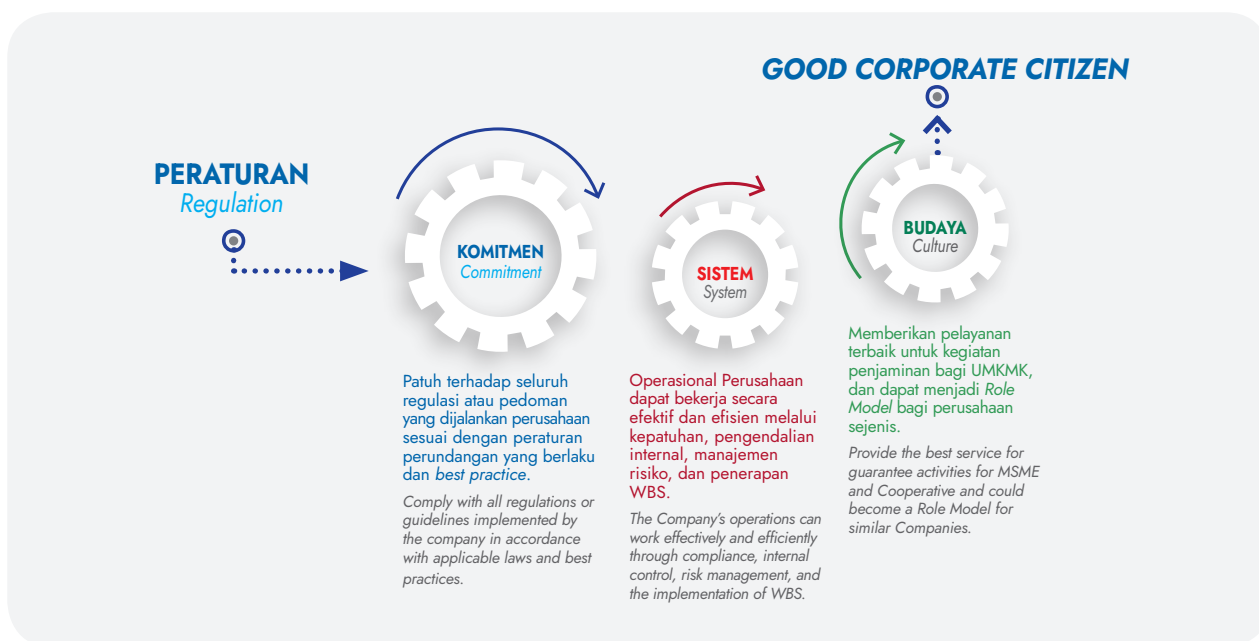 GOOD CORPORATE CITIZEN
PERATURAN
Regulation
KOMITMEN
Commitment
SISTEM
System
BUDAYA
Culture
Patuh terhadap seluruh
regulasi atau pedoman
yang dijalankan perusahaan
sesuai dengan peraturan
perundangan yang berlaku
dan best practice.
Comply with all regulations or
guidelines implemented by
the company in accordance
with applicable laws and best
practices.
Operasional Perusahaan
dapat bekerja secara
efektif dan efisien melalui
kepatuhan, pengendalian
internal, manajemen
risiko, dan penerapan
WBS.
The Company's operations can
work effectively and efficiently
through compliance, internal
control, risk management, and
the implementation of WBS.
Memberikan pelayanan
terbaik untuk kegiatan
penjaminan bagi UMKMK,
dan dapat menjadi Role
Model bagi perusahaan
sejenis.
Provide the best service for
guarantee activities for MSME
and Cooperative and could
become a Role Model for
similar Companies.